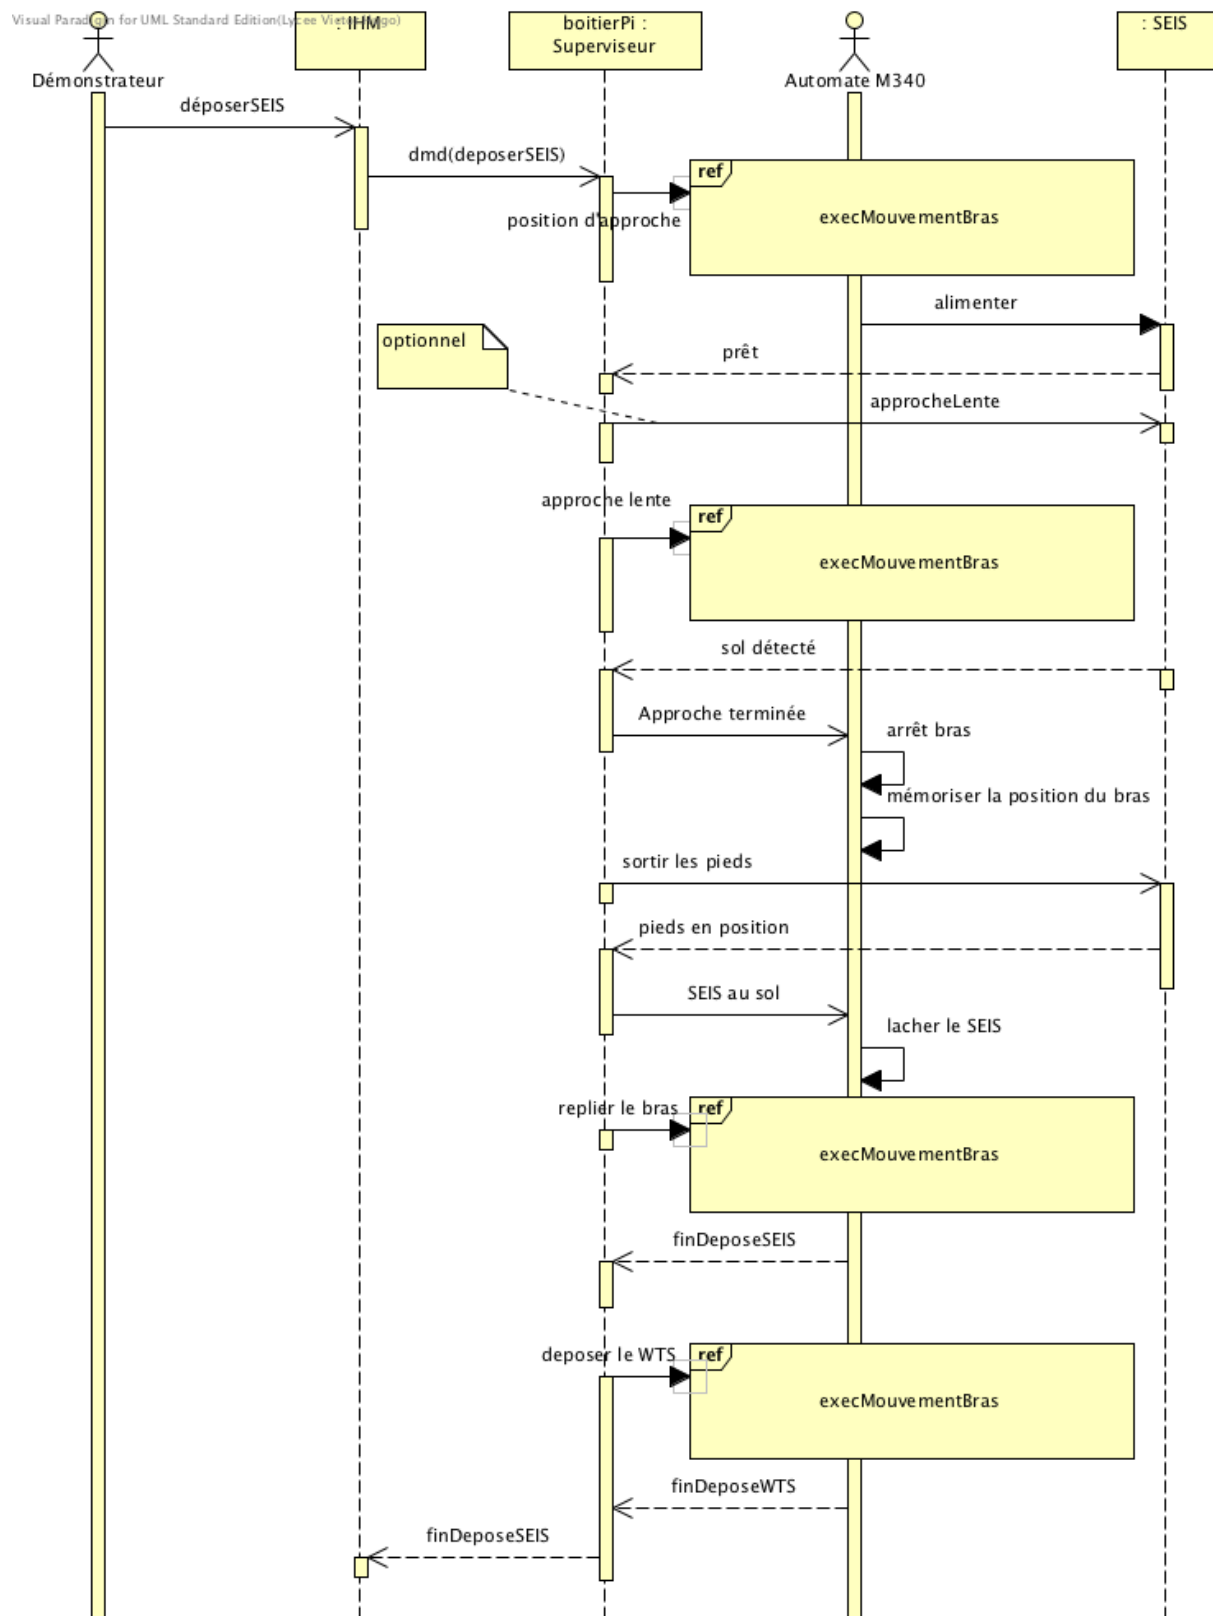 Visual Paradigm for UML Standard Edition(Lycee Victor Hugo)
: IHM
boitierPi :
Superviseur
: SEIS
Démonstrateur
Automate M340
déposerSEIS
dmd(deposerSEIS)
ref
position d'approche
execMouvementBras
alimenter
optionnel
prêt
approcheLente
approche lente
ref
execMouvementBras
sol détecté
Approche terminée
arrêt bras
mémoriser la position du bras
sortir les pieds
pieds en position
SEIS au sol
lacher le SEIS
replier le bras
ref
execMouvementBras
finDeposeSEIS
deposer le WTS
ref
execMouvementBras
finDeposeWTS
finDeposeSEIS